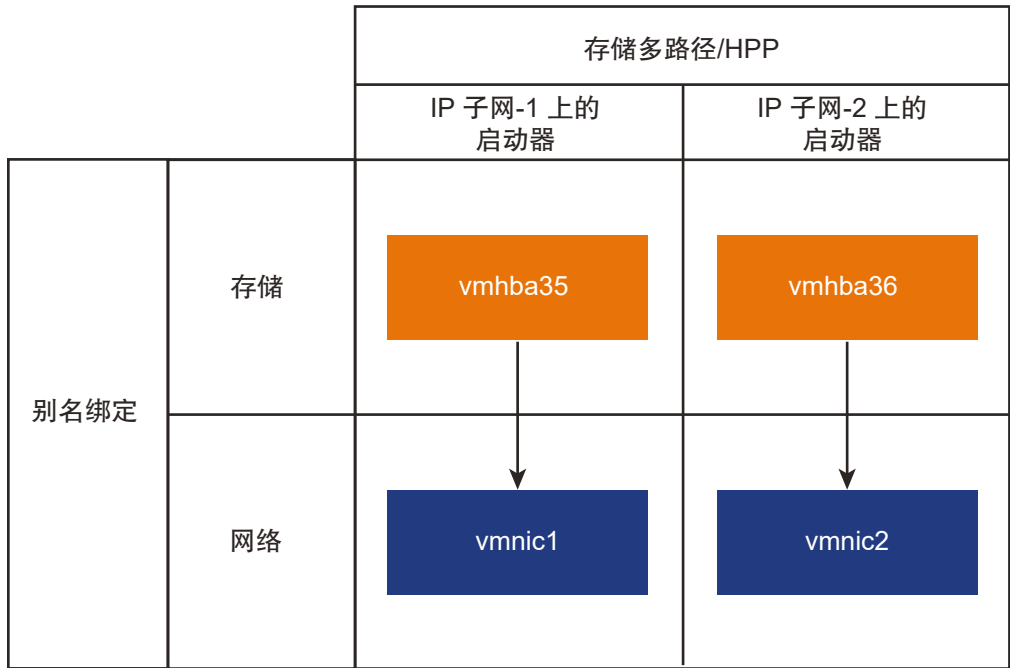 存储多路径/HPP
IP 子网-1 上的
启动器
IP 子网-2 上的
启动器
别名绑定
存储
vmhba35
vmhba36
网络
vmnic1
vmnic2